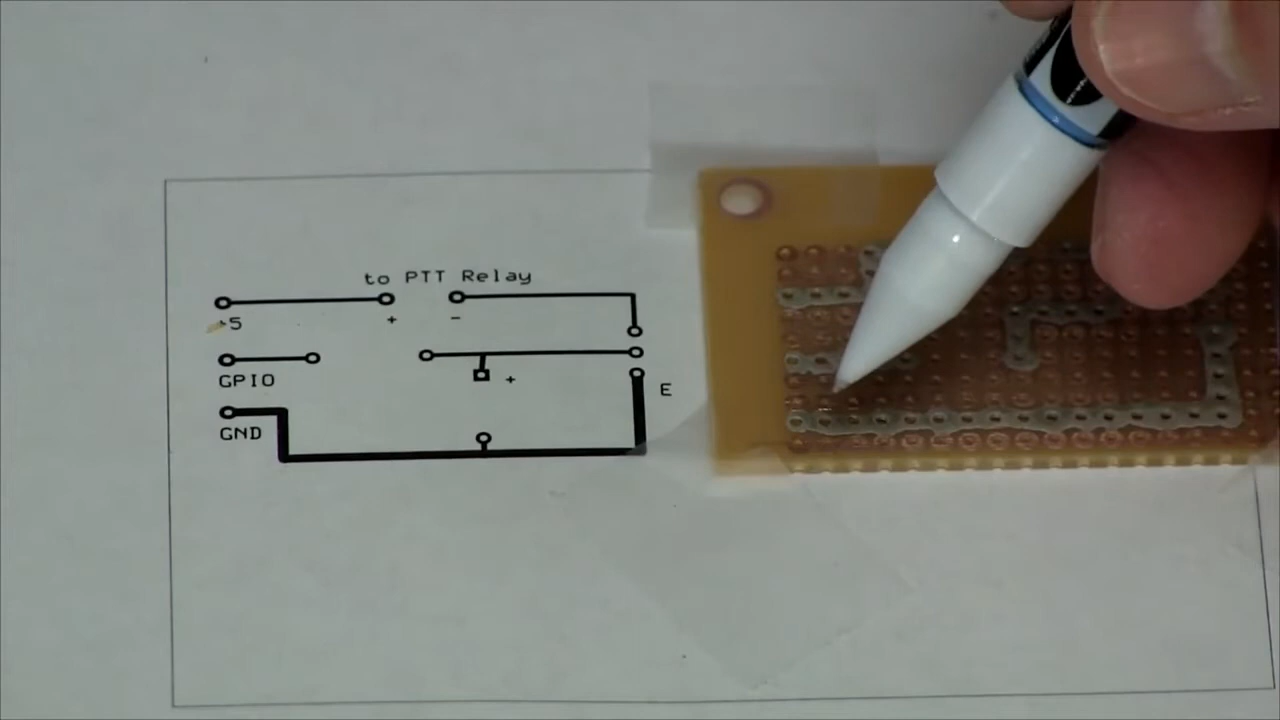 to PTT Relay
+5
+
-
GPIO
+
E
GND